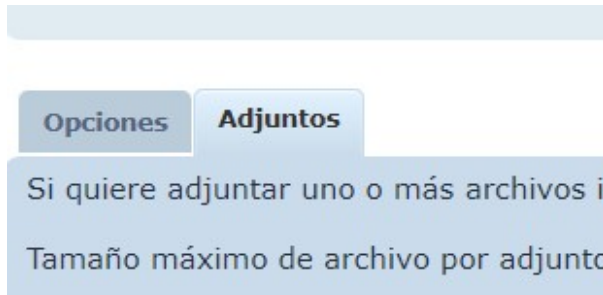 Opciones Adjuntos
Si quiere adjuntar uno o más archivos
Tamaño máximo de archivo por adjunto